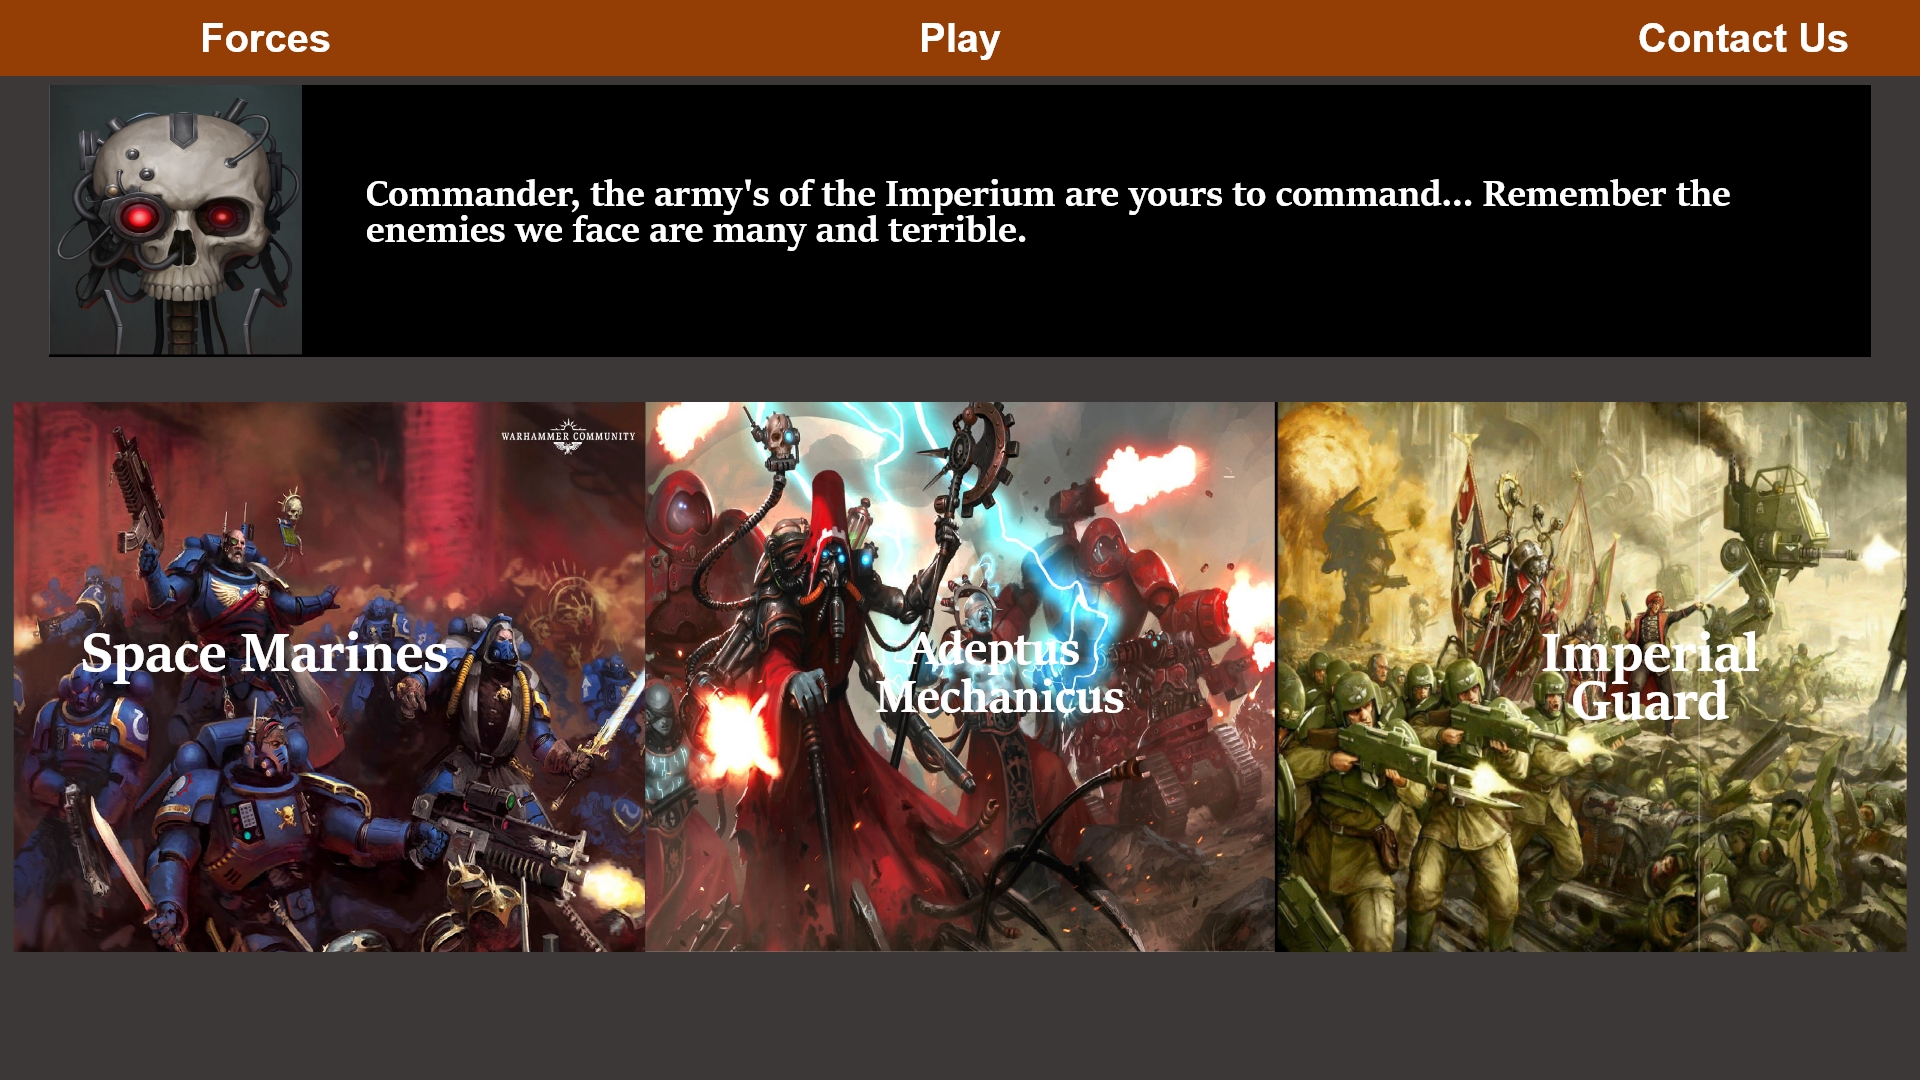 Forces
Play
Contact Us
Commander, the army's of the Imperium are yours to command... Remember the
enemies we face are many and terrible.
WARHAMMER COMMUNITY
Space Marines
Adeptus
Mechanicus
Imperial
Guard